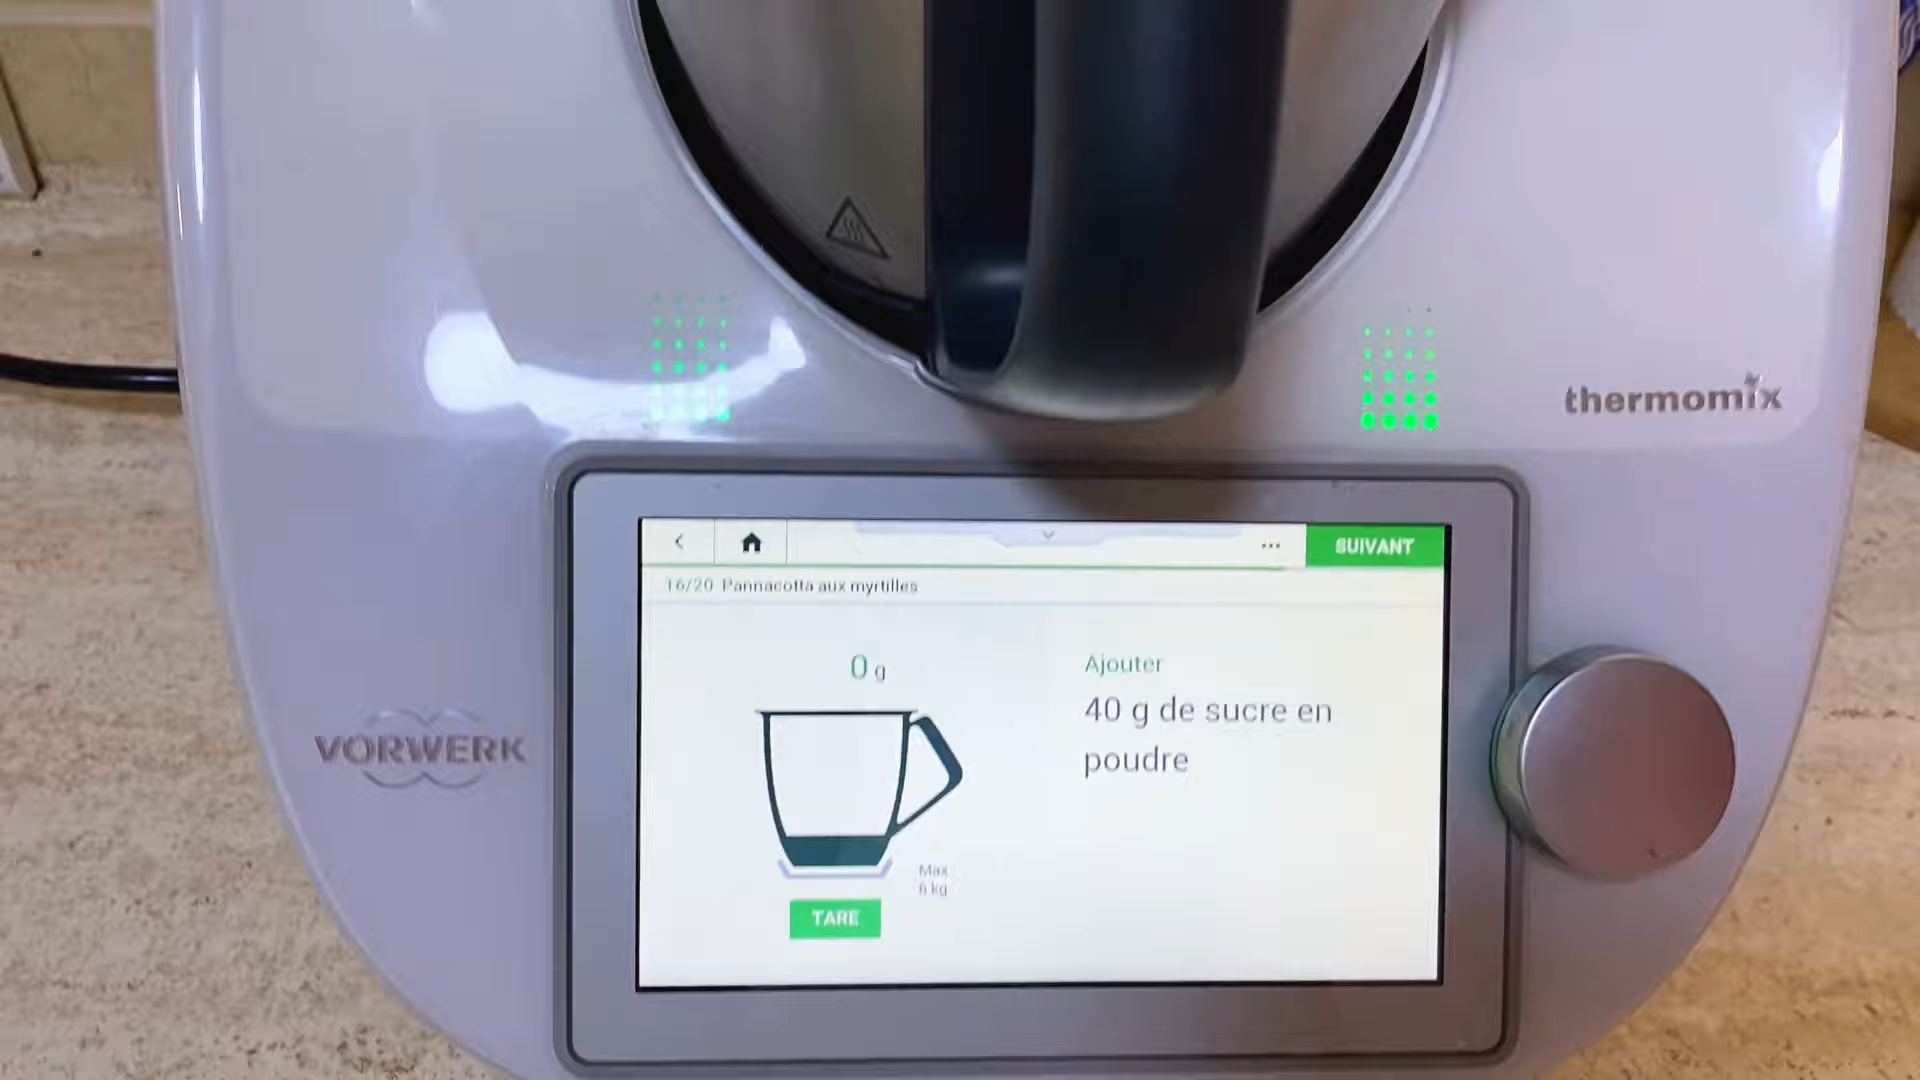 thermomix
SUIVANT
16/20 Pannacotta aux myrtilles
0 g
Ajouter
40 g de sucre en
poudre
VORWERK
Max
6 kg
TARE